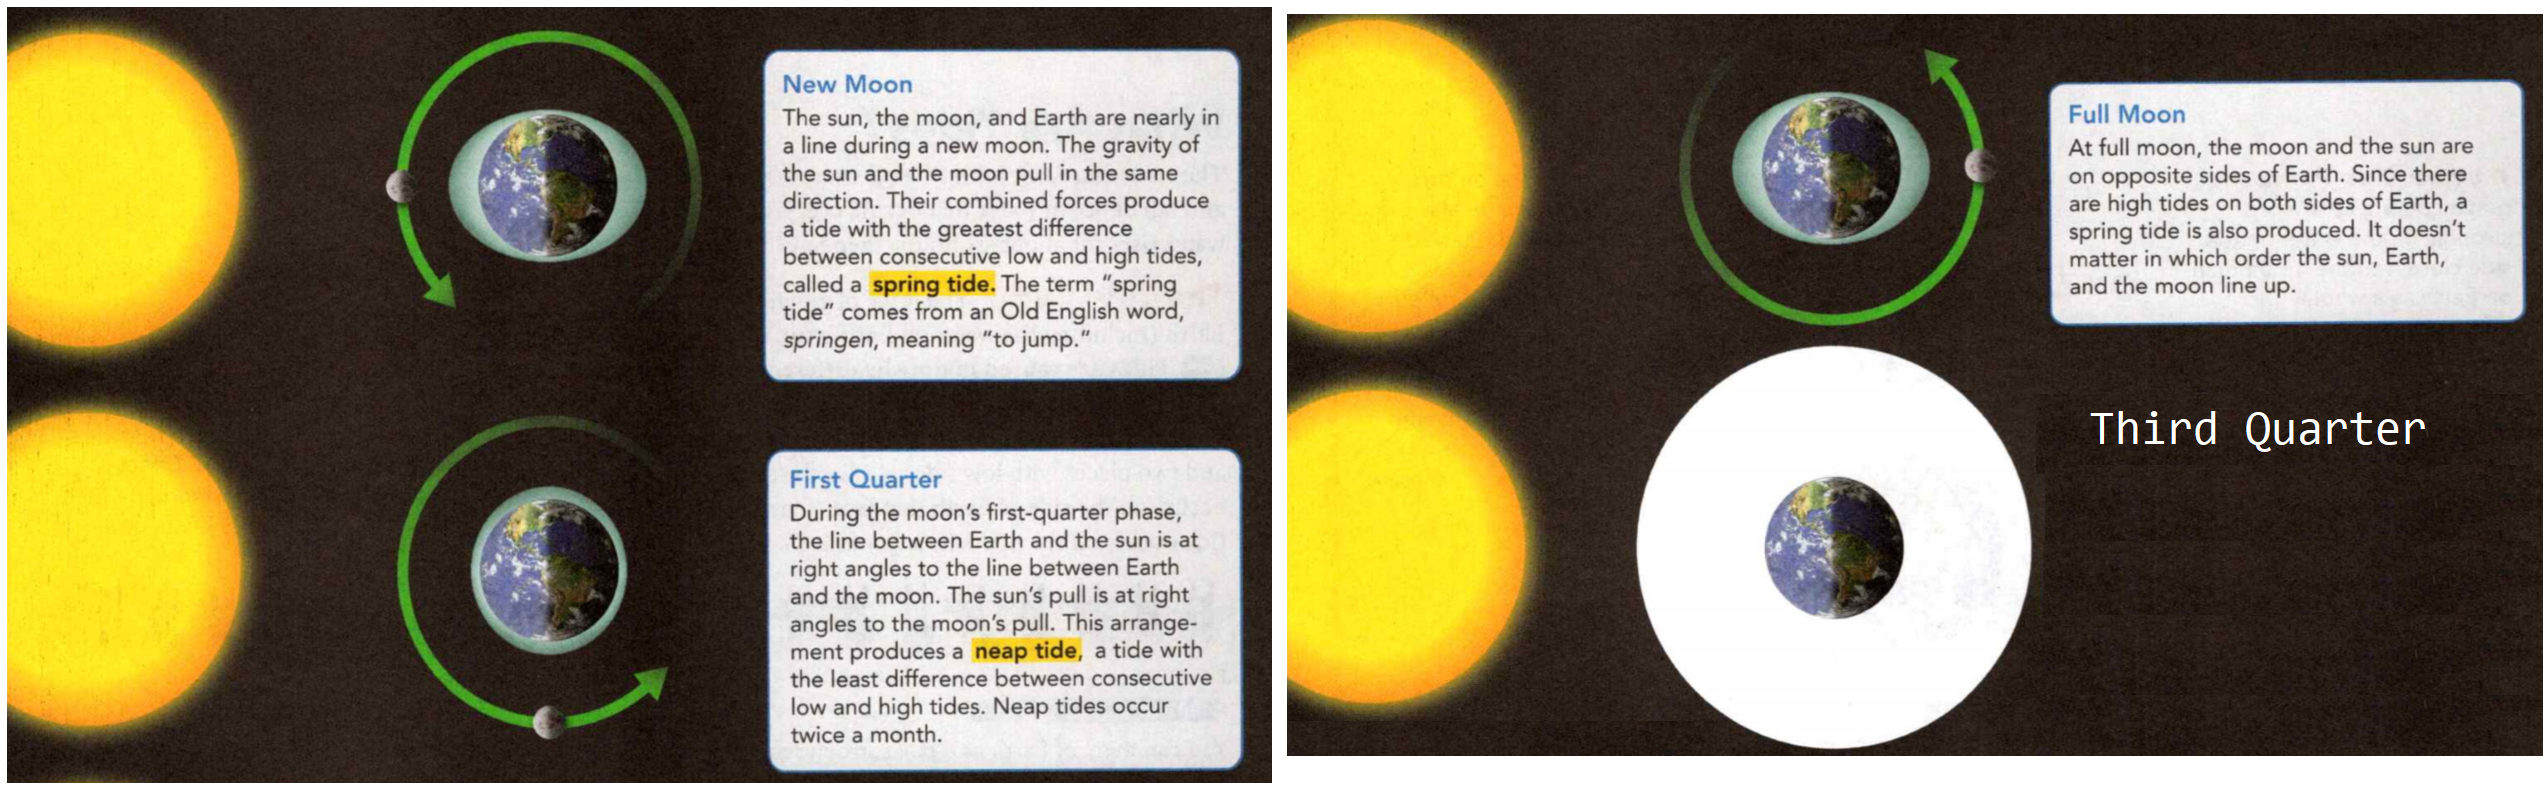 New Moon
The sun, the moon, and Earth are nearly in
a line during a new moon. The gravity of
the sun and the moon pull in the same
direction. Their combined forces produce
a tide with the greatest difference
between consecutive low and high tides,
called a spring tide. The term “spring
tide” comes from an Old English word,
springen, meaning “to jump.”
First Quarter
During the moon’s first-quarter phase,
the line between Earth and the sun is at
right angles to the line between Earth
and the moon. The sun’s pull is at right
angles to the moon’s pull. This arrange-
ment produces a neap tide, a tide with
the least difference between consecutive
low and high tides. Neap tides occur
twice a month.
Full Moon
At full moon, the moon and the sun are
on opposite sides of Earth. Since there
are high tides on both sides of Earth, a
spring tide is also produced. It doesn’t
matter in which order the sun, Earth,
and the moon line up.
Third Quarter